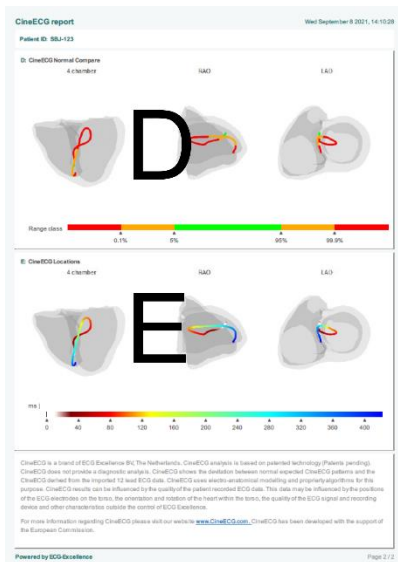 CineECG report
Wed September 8 2021, 14:10:28
Patient ID: SBJ-123
D: CineECG Normal Compare
4 chamber RAO LAO
D
Range class
0.1% 5% 95% 99.9%
E: CineECG Locations
4 chamber RAO LAO
E
ms |
0 40 80 120 160 200 240 280 320 360 400
CineECG is a brand of ECG Excellence BV, The Netherlands. CineECG analysis is based on patented technology (Patents pending).
CineECG does not provide a diagnostic analysis. CineECG shows the deviation between normal expected CineECG patterns and the
CineECG derived from the imported 12 lead ECG data. CineECG uses electro-anatomical modelling and propriety algorithms for this
purpose. CineECG results can be influenced by the quality of the patient recorded ECG data. This data may be influenced by the positions
of the ECG electrodes on the torso, the orientation and rotation of the heart within the torso, the quality of the ECG signal and recording
device and other characteristics outside the control of ECG Excellence.
For more information regarding CineECG please visit our website www.CineECG.com. CineECG has been developed with the support of
the European Commission.
Powered by ECG-Excellence
Page 2 / 2